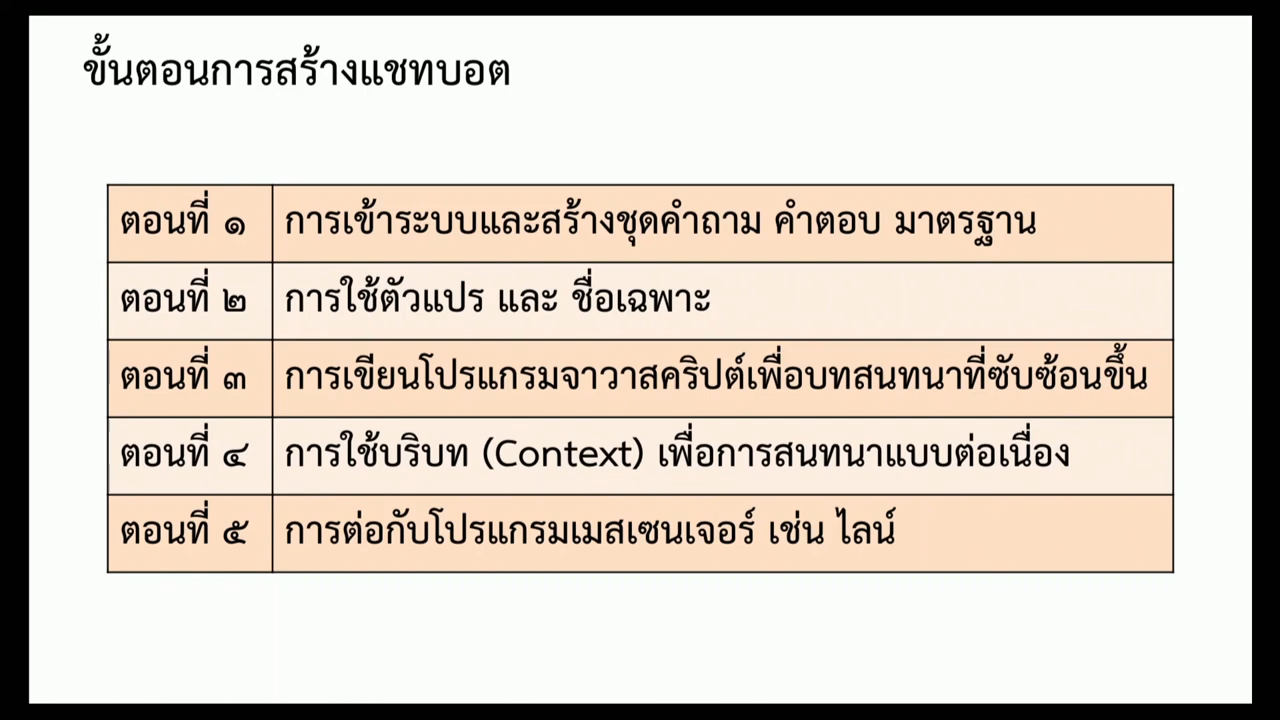 ขั้นตอนการสร้างแชทบอต
ตอนที่ ๑ การเข้าระบบและสร้างชุดคำถาม คำตอบ มาตรฐาน
ตอนที่ ๒ การใช้ตัวแปร และ ชื่อเฉพาะ
ตอนที่ ๓ การเขียนโปรแกรมจาวาสคริปต์เพื่อบทสนทนาที่ซับซ้อนขึ้น
ตอนที่ ๔ การใช้บริบท (Context) เพื่อการสนทนาแบบต่อเนื่อง
ตอนที่ ๕ การต่อกับโปรแกรมเมสเซนเจอร์ เช่น ไลน์